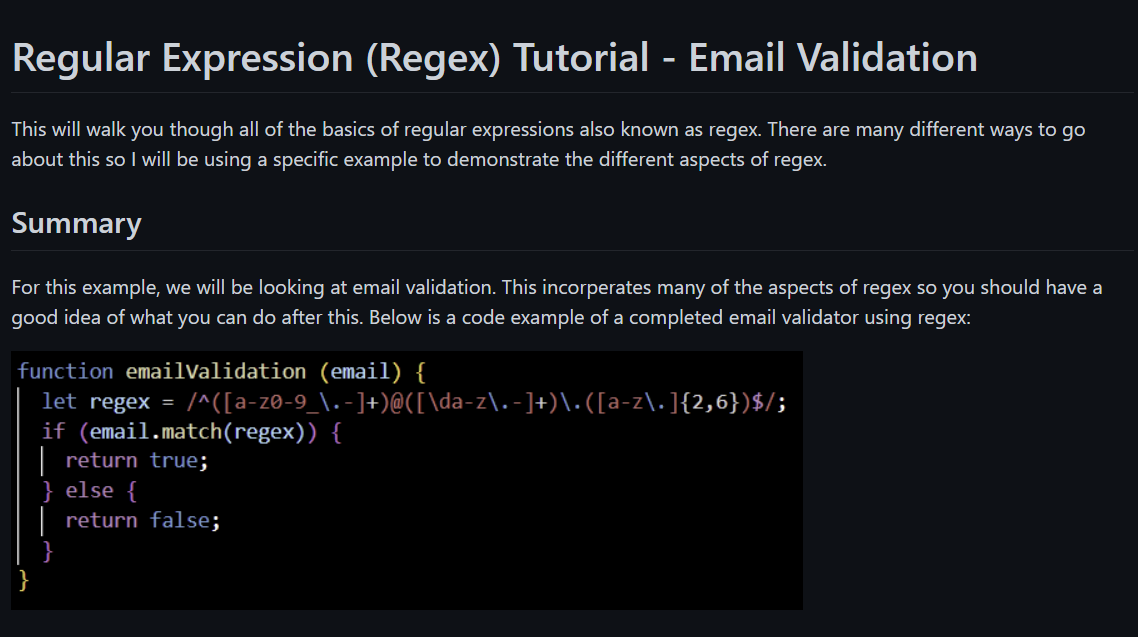 Regular Expression (Regex) Tutorial - Email Validation
This will walk you though all of the basics of regular expressions also known as regex. There are many different ways to go
about this so I will be using a specific example to demonstrate the different aspects of regex.
Summary
For this example, we will be looking at email validation. This incorperates many of the aspects of regex so you should have a
good idea of what you can do after this. Below is a code example of a completed email validator using regex:
function emailValidation (email) {
  let regex = /^([a-z0-9_\.-]+)@([\da-z\.-]+)\.([a-z\.]{2,6})$/;
  if (email.match(regex)) {
    return true;
  } else {
    return false;
  }
}